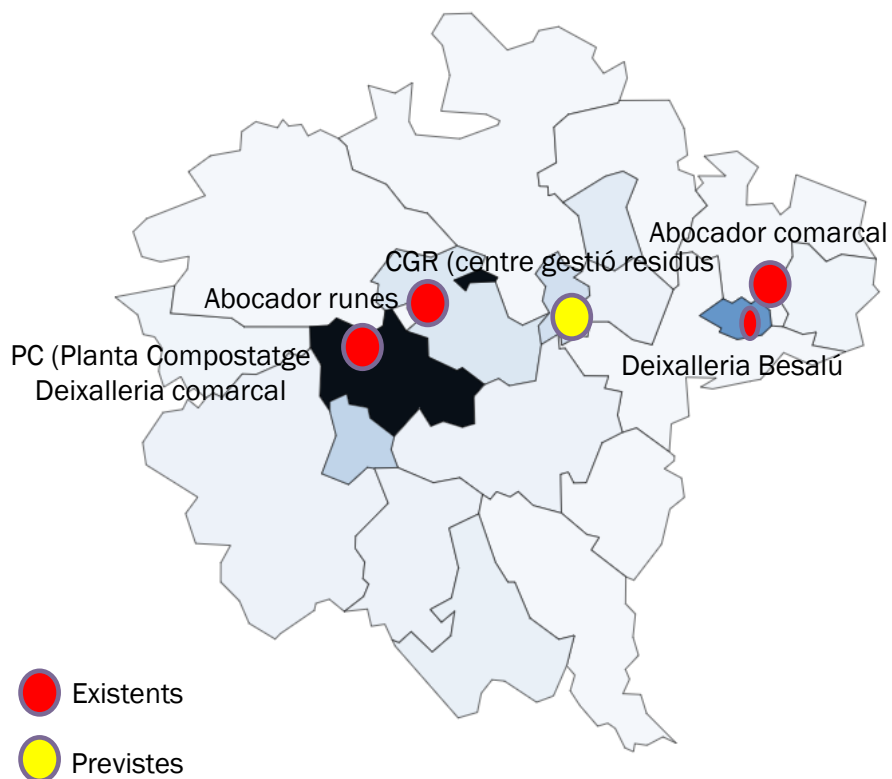 Abocador comarcal
CGR (centre gestió residus
Abocador runes
PC (Planta Compostatge
Deixalleria comarcal
Deixalleria Besalú
Existents
Previstes